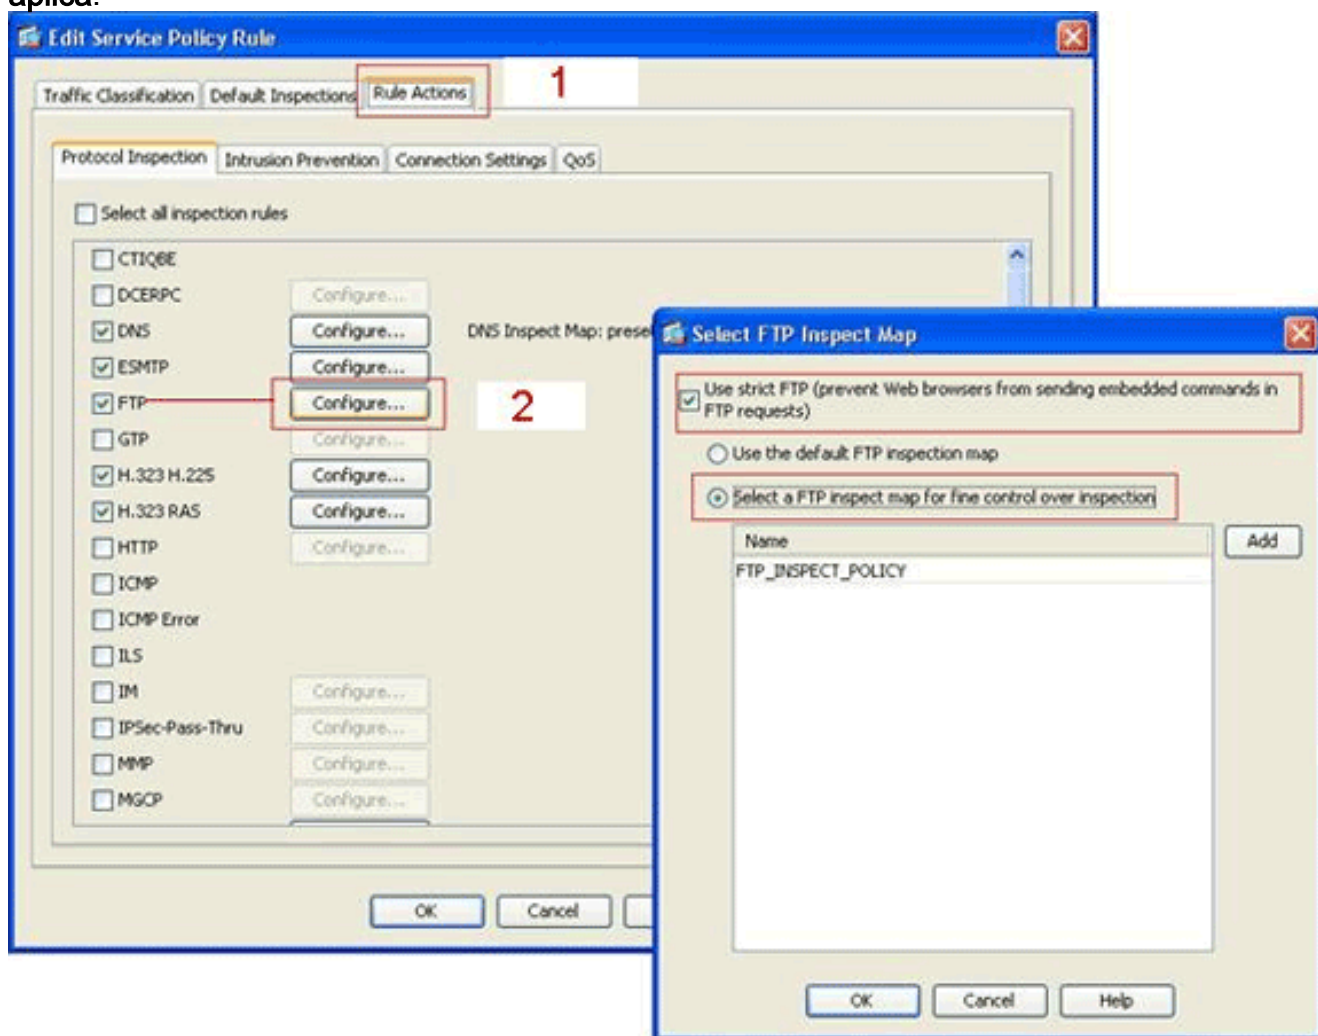 aplica.
Edit Service Policy Rule
Traffic Classification Default Inspections Rule Actions
1
Protocol Inspection Intrusion Prevention Connection Settings QoS
Select all inspection rules
CTIQBE
DCERPC Configure...
DNS Configure... DNS Inspect Map: prese
ESMTP Configure...
FTP Configure...
2
GTP Configure...
H.323 H.225 Configure...
H.323 RAS Configure...
HTTP Configure...
ICMP
ICMP Error
ILS
IM Configure...
IPSec-Pass-Thru Configure...
MMP Configure...
MGCP Configure...
OK Cancel
Select FTP Inspect Map
Use strict FTP (prevent Web browsers from sending embedded commands in
FTP requests)
Use the default FTP inspection map
Select a FTP inspect map for fine control over inspection
Name
Add
FTP_INSPECT_POLICY
OK Cancel Help